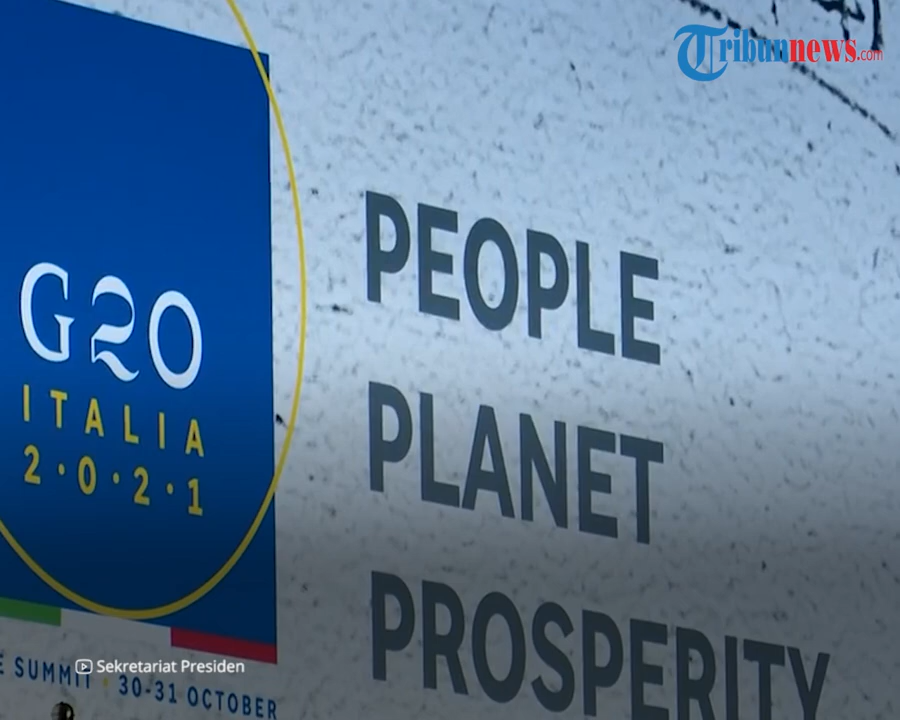 Tribunnews.com
G20
ITALIA
2•0•2•1
PEOPLE
PLANET
PROSPERITY
SUMMIT • 30-31 OCTOBER
Sekretariat Presiden